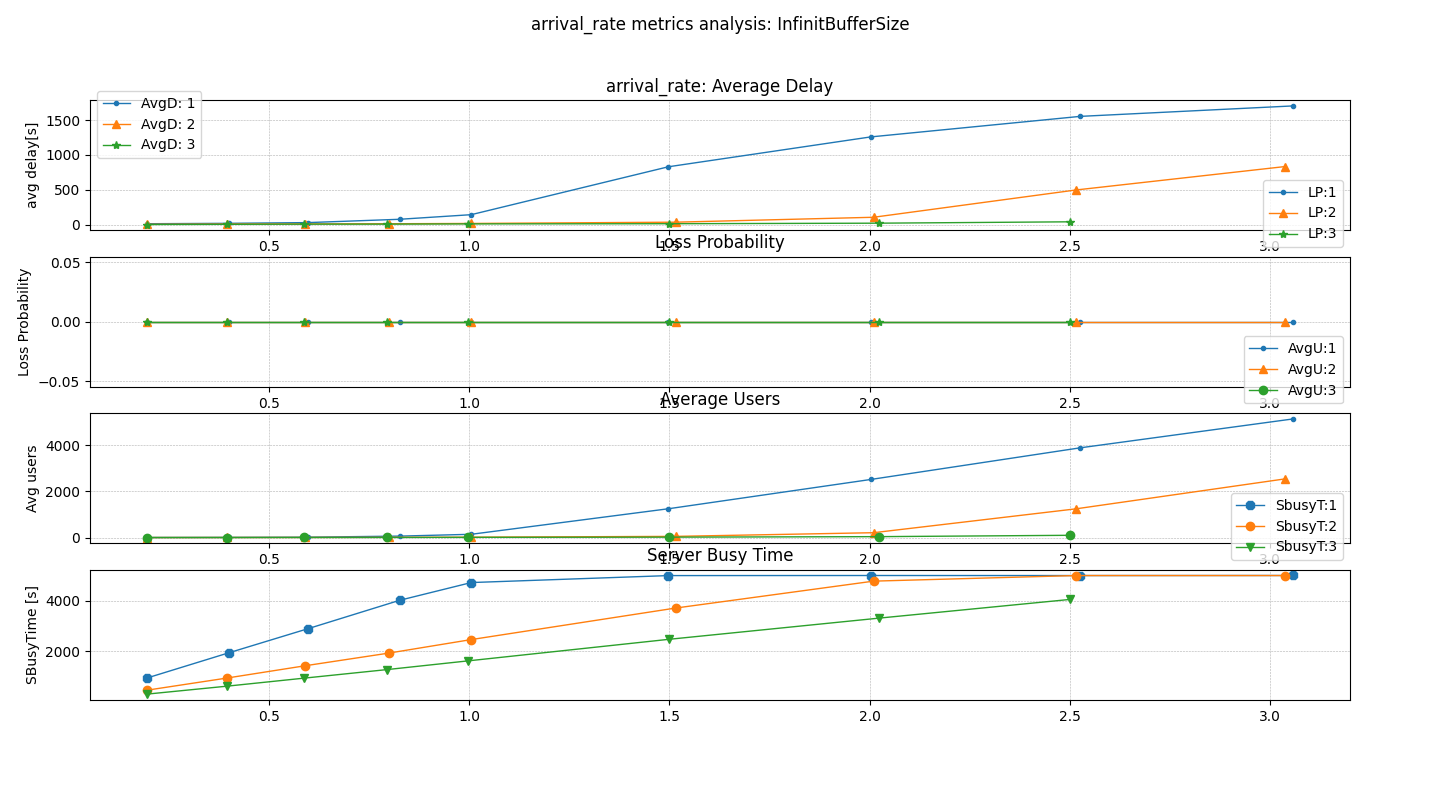 arrival_rate metrics analysis: InfinitBufferSize
arrival_rate: Average Delay
AvgD: 1
AvgD: 2
AvgD: 3
avg delay[s]
1500
1000
500
0
LP:1
LP:2
LP:3
0.5 1.0 1.5 2.0 2.5 3.0
Loss Probability
Loss Probability
0.05
0.00
−0.05
AvgU:1
AvgU:2
AvgU:3
0.5 1.0 1.5 2.0 2.5 3.0
Average Users
Avg users
4000
2000
0
SbusyT:1
SbusyT:2
SbusyT:3
0.5 1.0 1.5 2.0 2.5 3.0
Server Busy Time
SBusyTime [s]
4000
2000
0.5 1.0 1.5 2.0 2.5 3.0